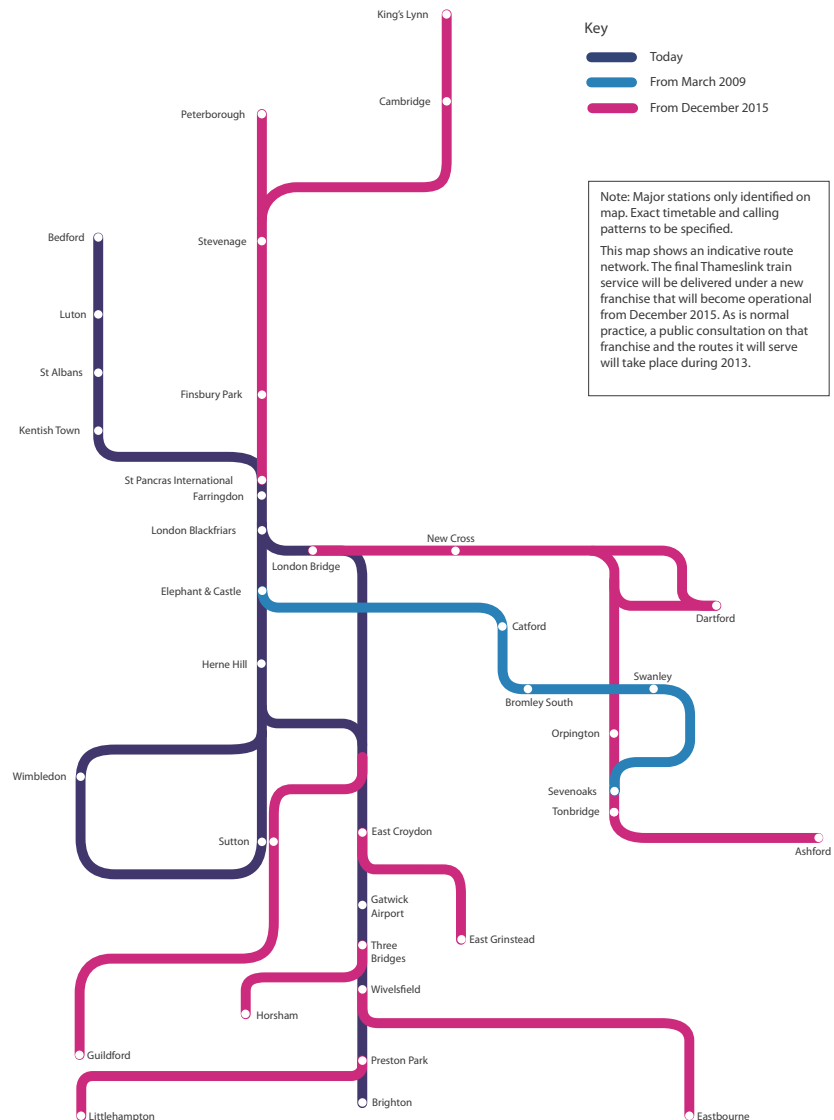 King's Lynn
Key
Today
From March 2009
From December 2015
Cambridge
Peterborough
Note: Major stations only identified on
map. Exact timetable and calling
patterns to be specified.
This map shows an indicative route
network. The final Thameslink train
service will be delivered under a new
franchise that will become operational
from December 2015. As is normal
practice, a public consultation on that
franchise and the routes it will serve
will take place during 2013.
Bedford
Stevenage
Luton
St Albans
Finsbury Park
Kentish Town
St Pancras International
Farringdon
London Blackfriars
New Cross
London Bridge
Elephant & Castle
Dartford
Catford
Herne Hill
Swanley
Bromley South
Orpington
Wimbledon
Sevenoaks
Tonbridge
East Croydon
Sutton
Ashford
Gatwick
Airport
East Grinstead
Three
Bridges
Wivelsfield
Horsham
Guildford
Preston Park
Brighton
Littlehampton
Eastbourne